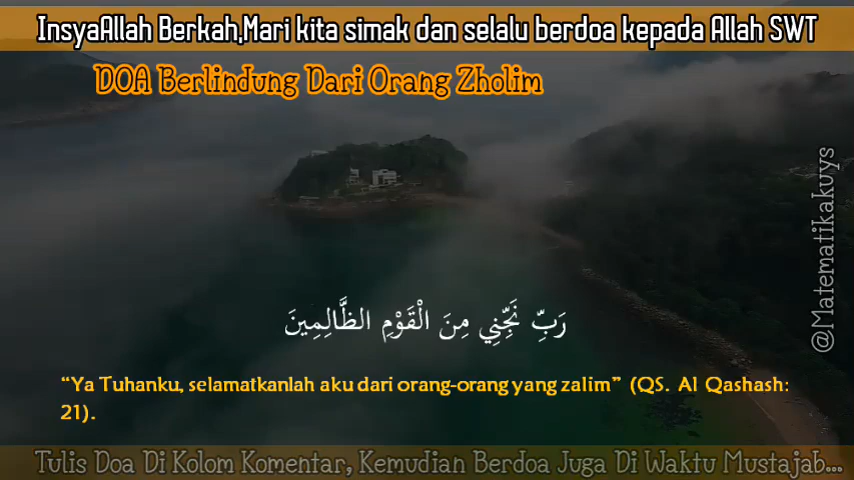 InsyaAllah Berkah,Mari kita simak dan selalu berdoa kepada Allah SWT
DOA Berlindung Dari Orang Zholim
@Matematikakuys
رَبِّ نَجِّنِي مِنَ الْقَوْمِ الظَّالِمِينَ
“Ya Tuhanku, selamatkanlah aku dari orang-orang yang zalim” (QS. Al Qashash:
21).
Tulis Doa Di Kolom Komentar, Kemudian Berdoa Juga Di Waktu Mustajab...